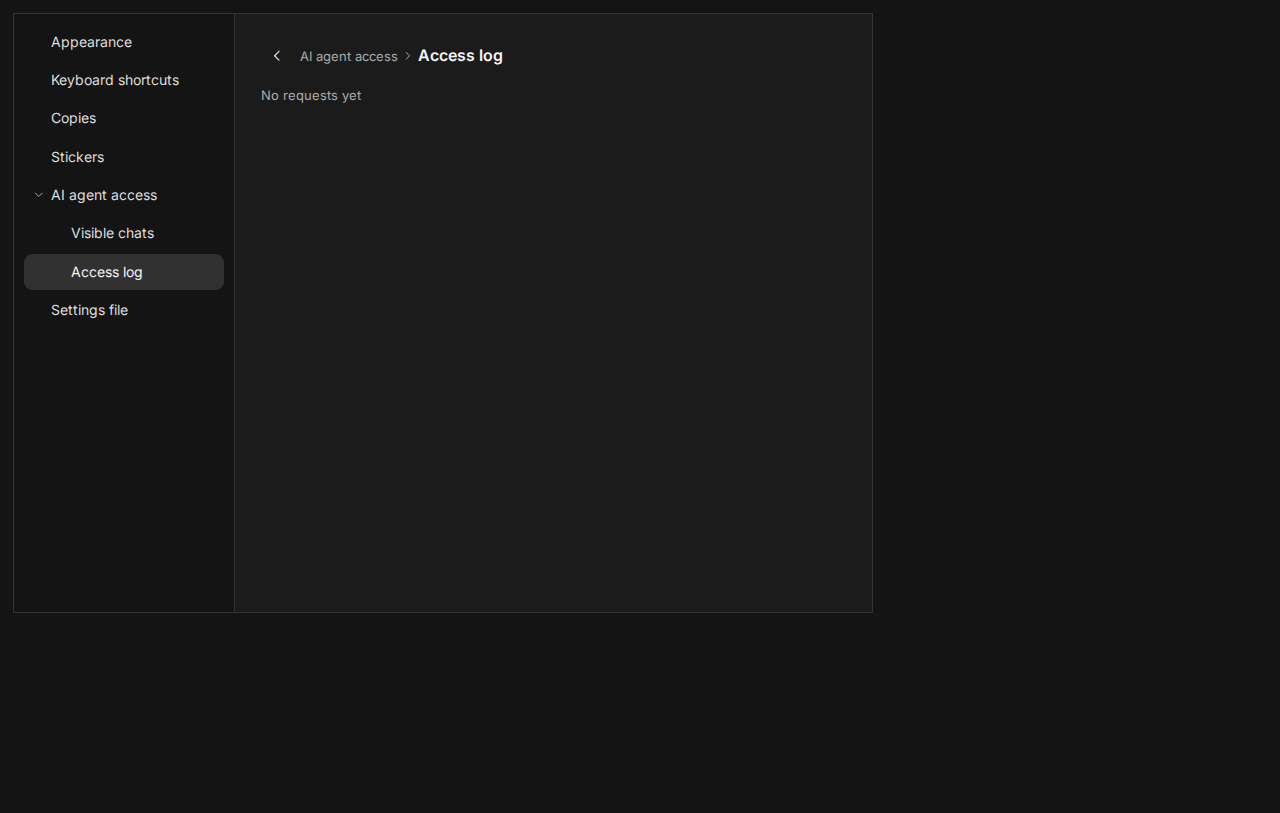 Appearance
Keyboard shortcuts
Copies
Stickers
AI agent access
Visible chats
Access log
Settings file
AI agent access > Access log
No requests yet